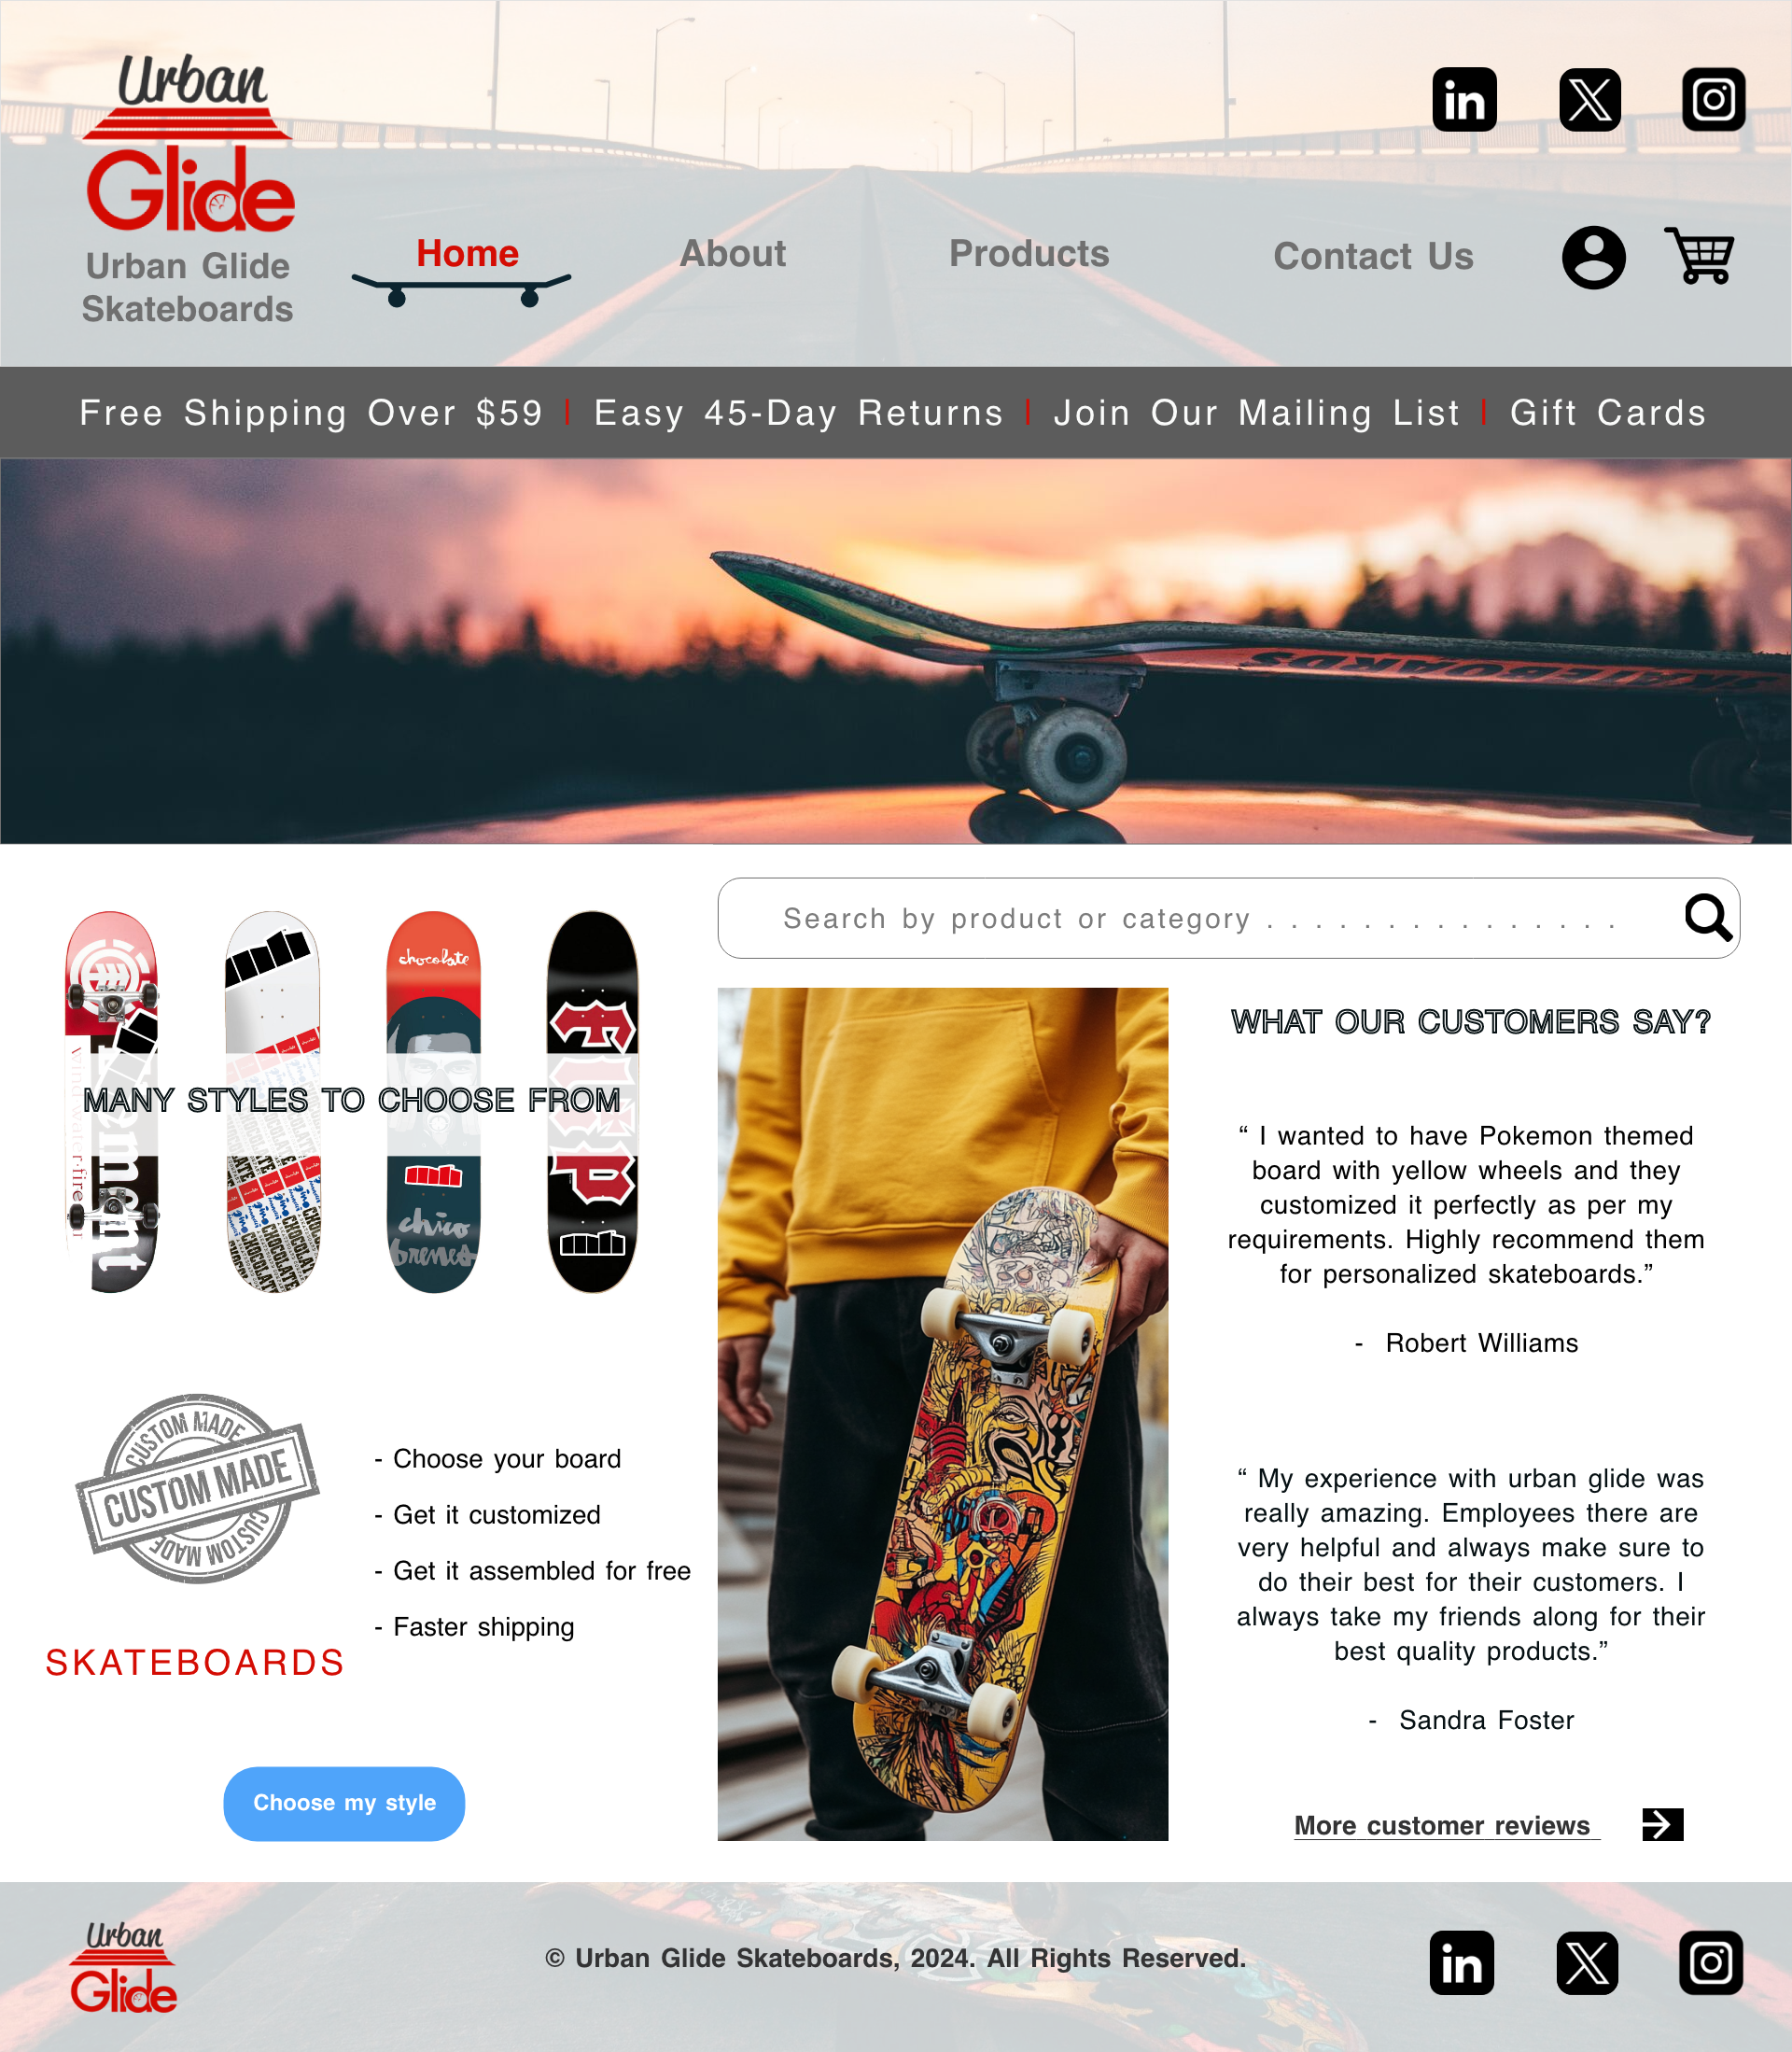 Urban
Glide
Urban Glide
Skateboards
Home
About
Products
Contact Us
in
X
Free Shipping Over $59 | Easy 45-Day Returns | Join Our Mailing List | Gift Cards
SKATEBOARDS
Search by product or category . . . . . . . . . . . . . . .
chocolate
MANY STYLES TO CHOOSE FROM
chico
brenes
WHAT OUR CUSTOMERS SAY?
“ I wanted to have Pokemon themed
board with yellow wheels and they
customized it perfectly as per my
requirements. Highly recommend them
for personalized skateboards.”
- Robert Williams
CUSTOM MADE
CUSTOM MADE
CUSTOM MADE
SKATEBOARDS
- Choose your board
- Get it customized
- Get it assembled for free
- Faster shipping
Choose my style
“ My experience with urban glide was
really amazing. Employees there are
very helpful and always make sure to
do their best for their customers. I
always take my friends along for their
best quality products.”
- Sandra Foster
More customer reviews
Urban
Glide
© Urban Glide Skateboards, 2024. All Rights Reserved.
in
X